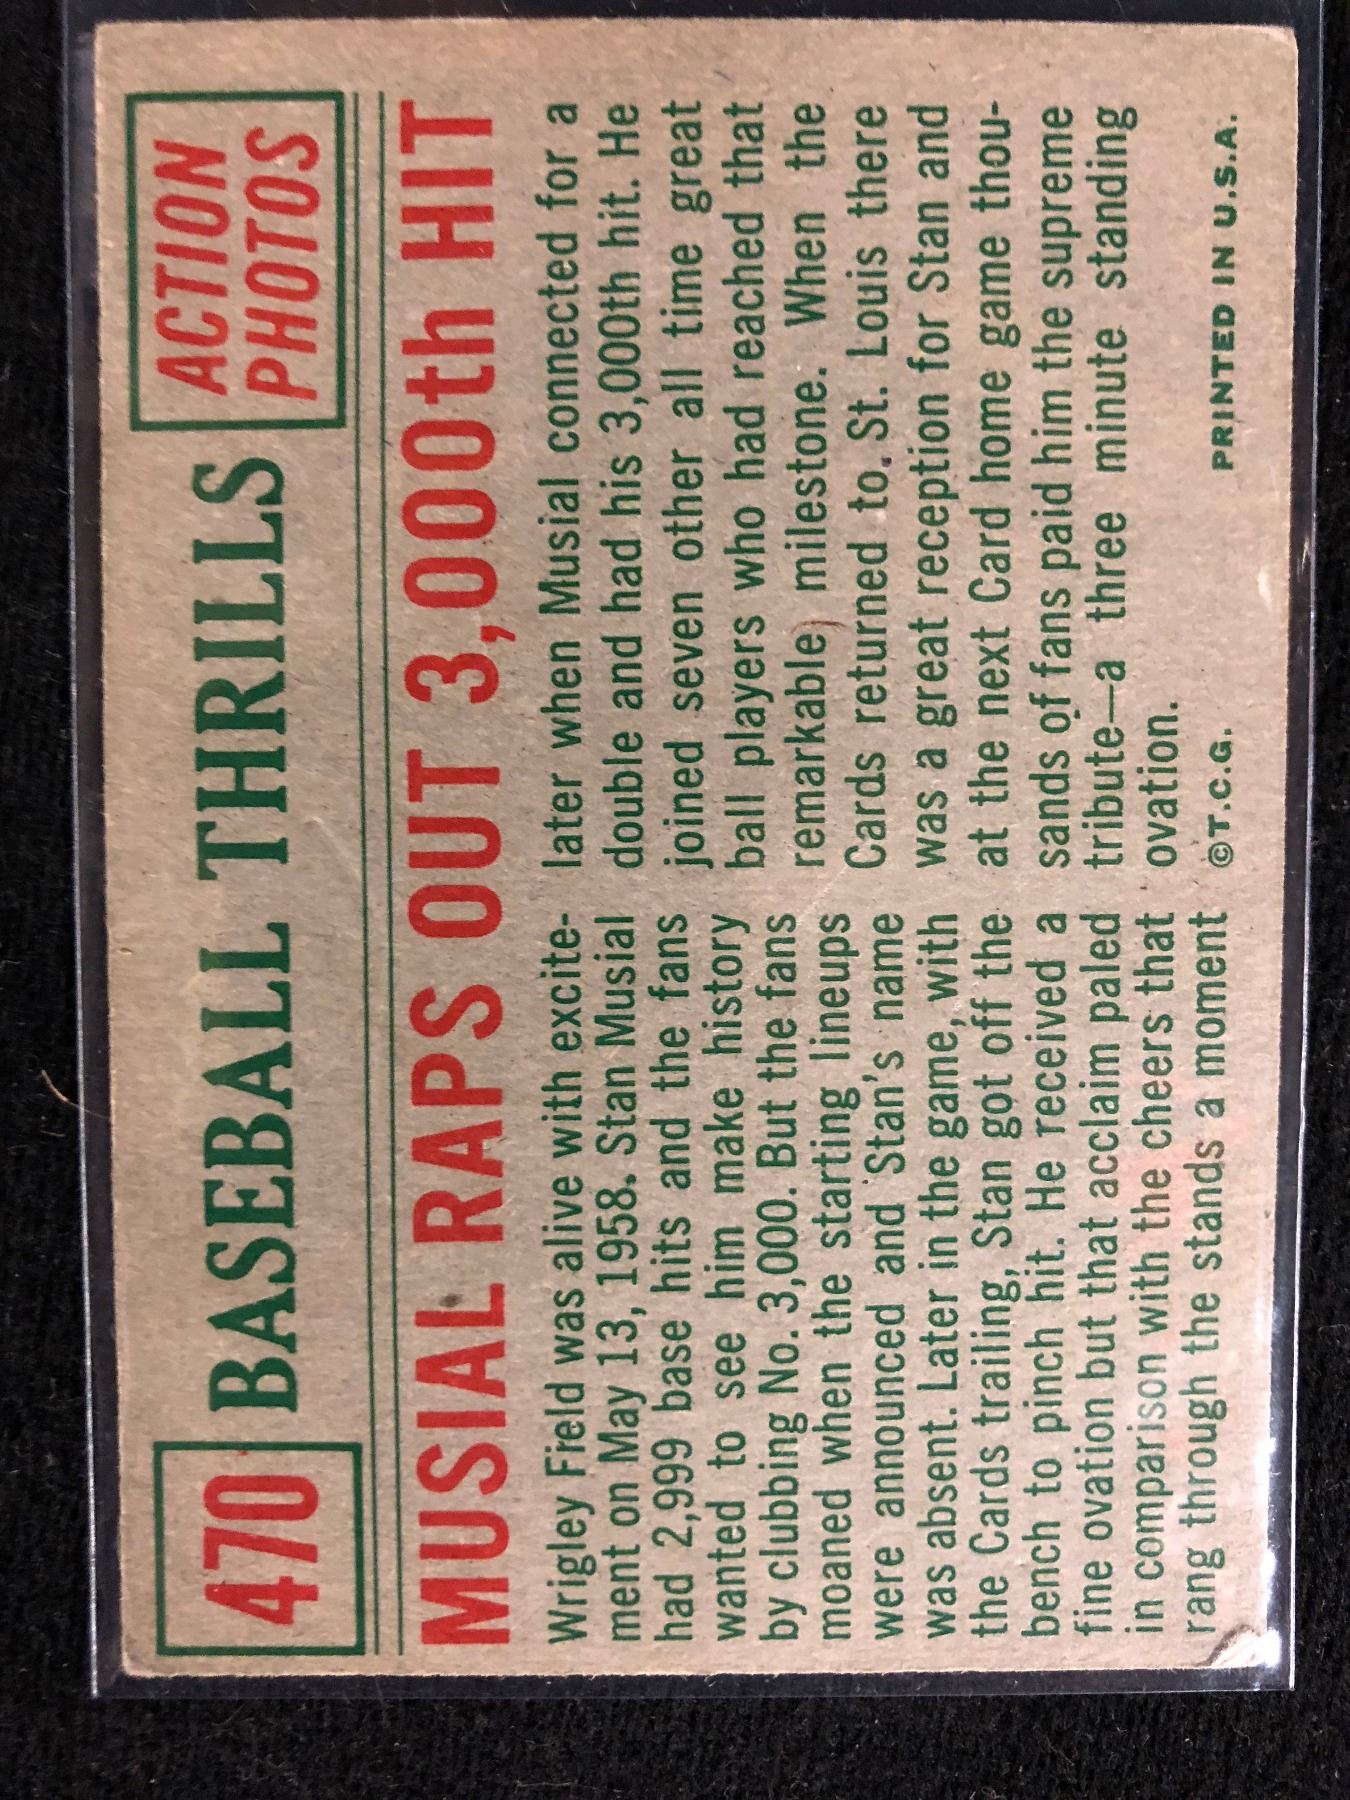 470 BASEBALL THRILLS
ACTION
PHOTOS
MUSIAL RAPS OUT 3,000th HIT
Wrigley Field was alive with excite-
ment on May 13, 1958. Stan Musial
had 2,999 base hits and the fans
wanted to see him make history
by clubbing No. 3,000. But the fans
moaned when the starting lineups
were announced and Stan's name
was absent. Later in the game, with
the Cards trailing, Stan got off the
bench to pinch hit. He received a
fine ovation but that acclaim paled
in comparison with the cheers that
rang through the stands a moment
later when Musial connected for a
double and had his 3,000th hit. He
joined seven other all time great
ball players who had reached that
remarkable milestone. When the
Cards returned to St. Louis there
was a great reception for Stan and
at the next Card home game thou-
sands of fans paid him the supreme
tribute—a three minute standing
ovation.
©T.C.G. PRINTED IN U.S.A.